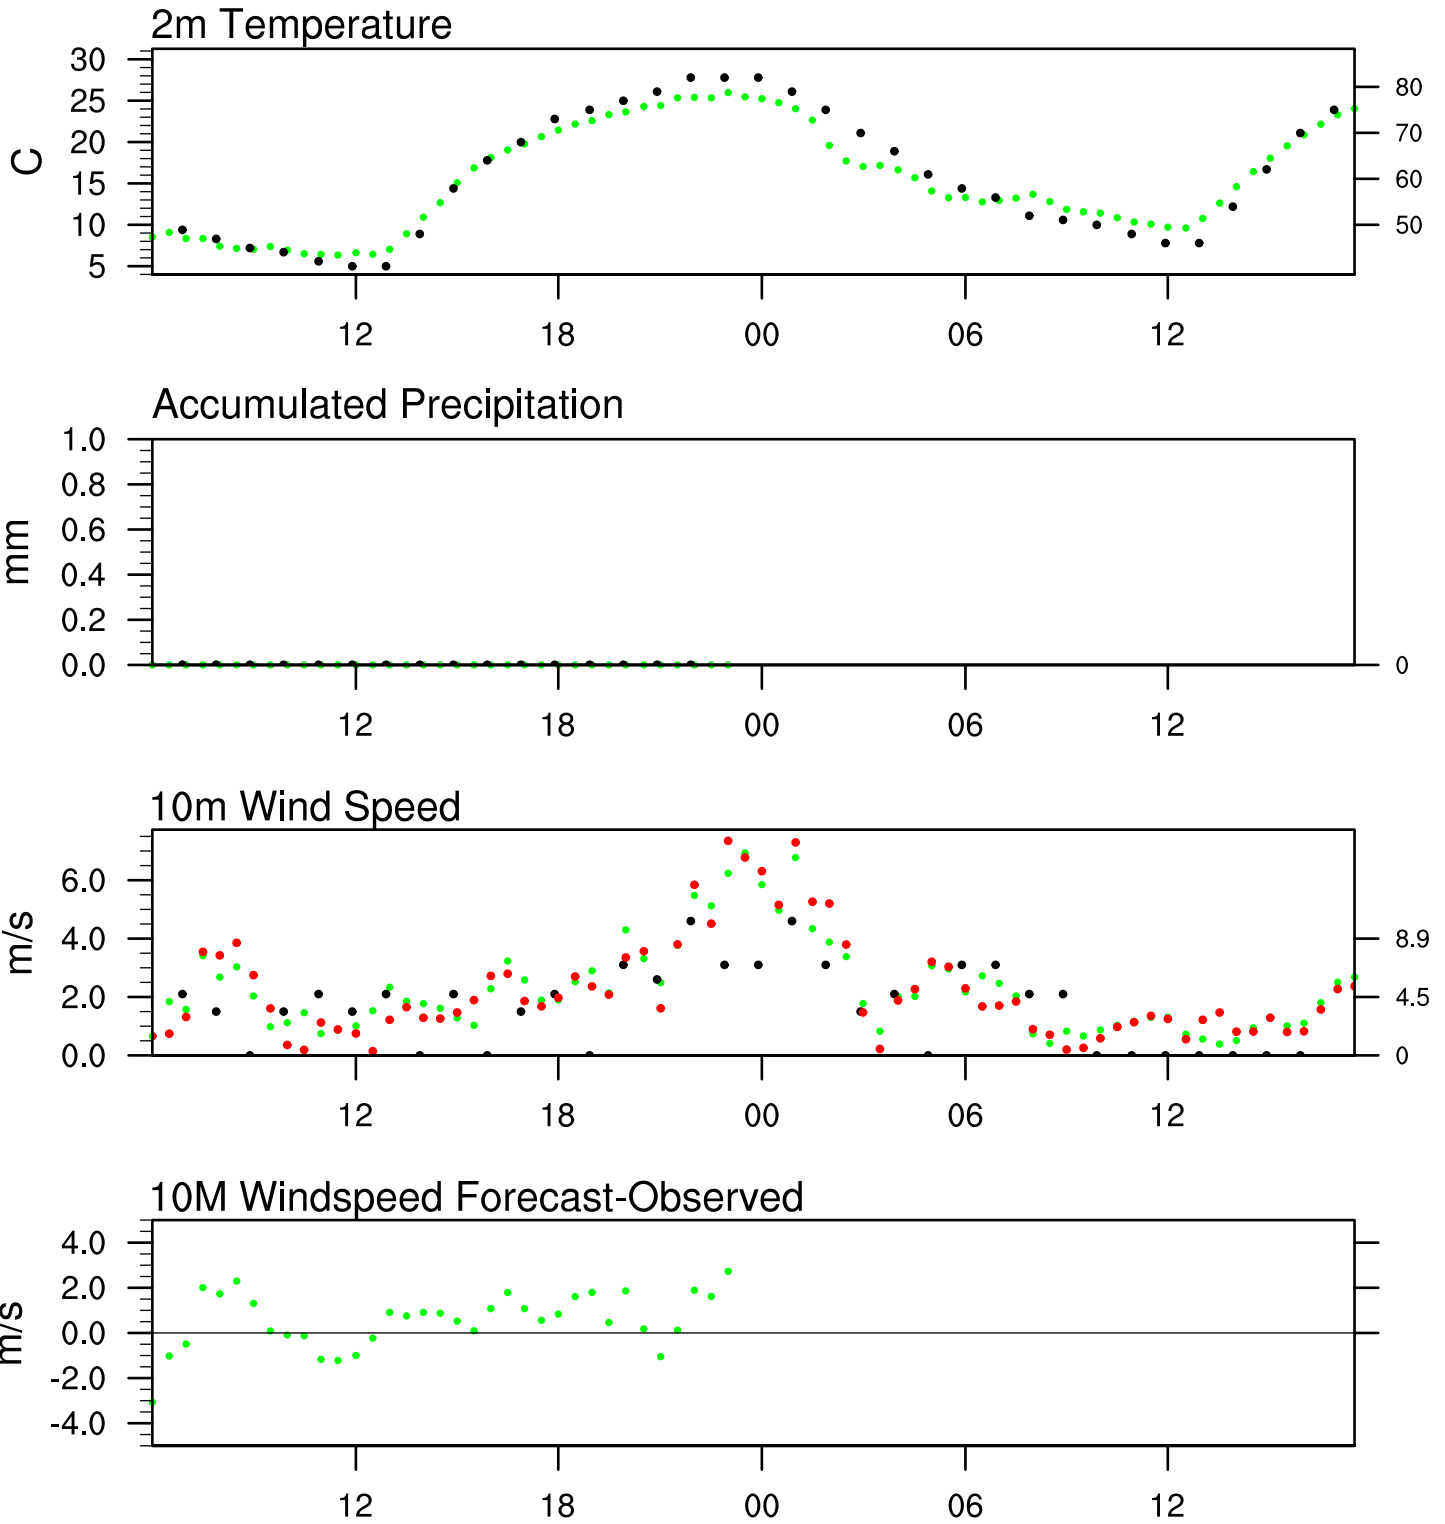 2m Temperature
30
25
20
15
10
5
C
80
70
60
50
12 18 00 06 12
Accumulated Precipitation
1.0
0.8
0.6
0.4
0.2
0.0
mm
0
12 18 00 06 12
10m Wind Speed
6.0
4.0
2.0
0.0
m/s
8.9
4.5
0
12 18 00 06 12
10M Windspeed Forecast-Observed
4.0
2.0
0.0
-2.0
-4.0
m/s
12 18 00 06 12